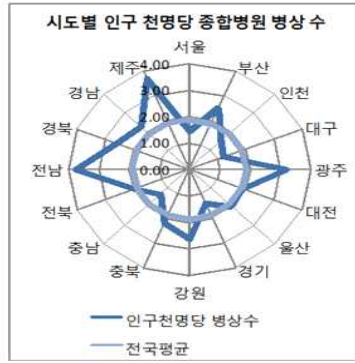 시도별 인구 천명당 종합병원 병상 수
서울
제주 4.00 부산
경남 3.00 인천
경북 2.00 대구
1.00
전남 0.00 광주
전북 대전
충남 울산
충북 경기
강원
인구천명당 병상수
전국평균